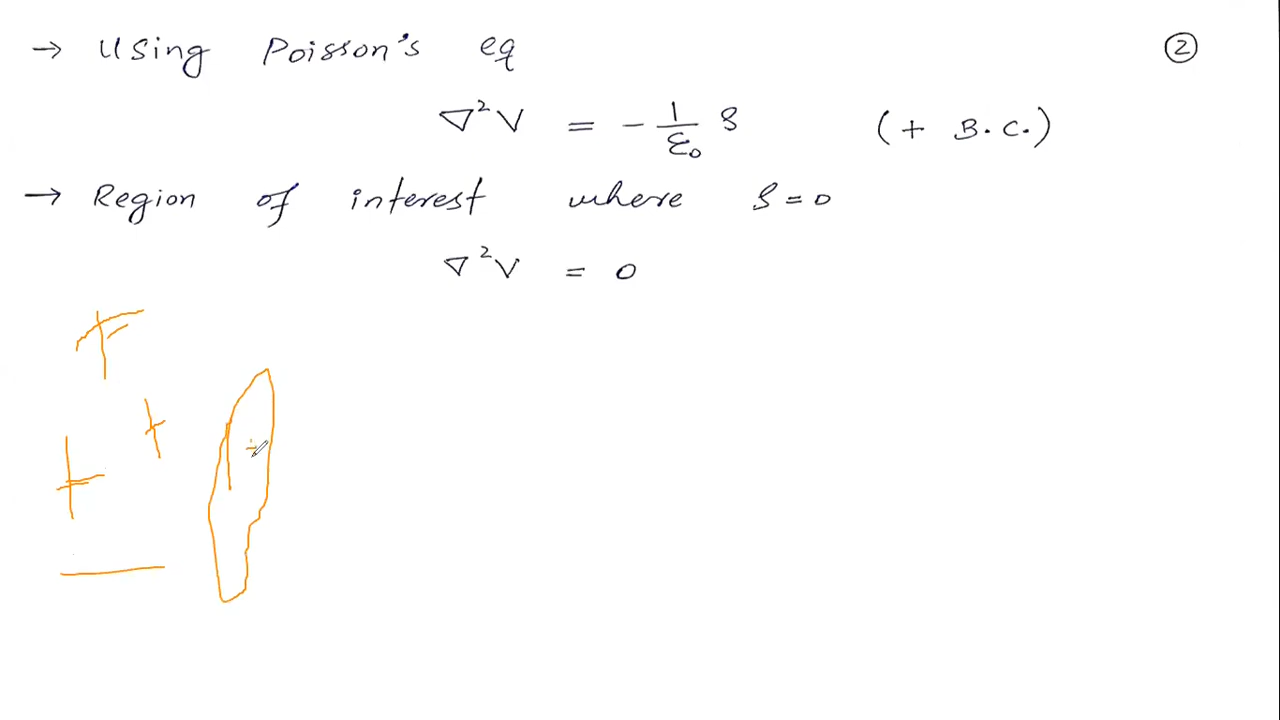 → Using Poisson's eq ②
∇²V = - 1/ε₀ ρ (+ B.C.)
→ Region of interest where ρ = 0
∇²V = 0
+
+
+
—
+